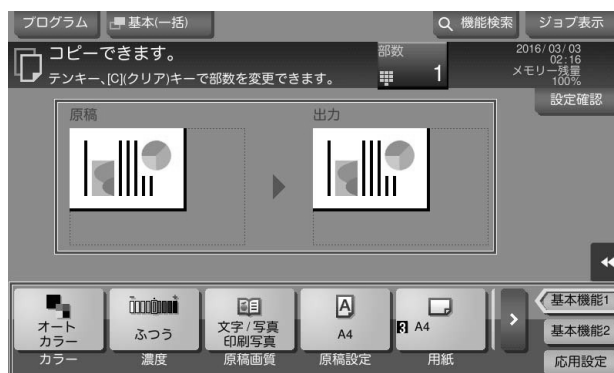 プログラム
基本(一括)
機能検索
ジョブ表示
コピーできます。
テンキー、[C](クリア)キーで部数を変更できます。
部数
1
2016/03/03
02:16
メモリー残量
100%
設定確認
原稿
出力
オート
カラー
カラー
ふつう
濃度
文字/写真
印刷写真
原稿画質
A
A4
原稿設定
3 A4
用紙
基本機能1
基本機能2
応用設定